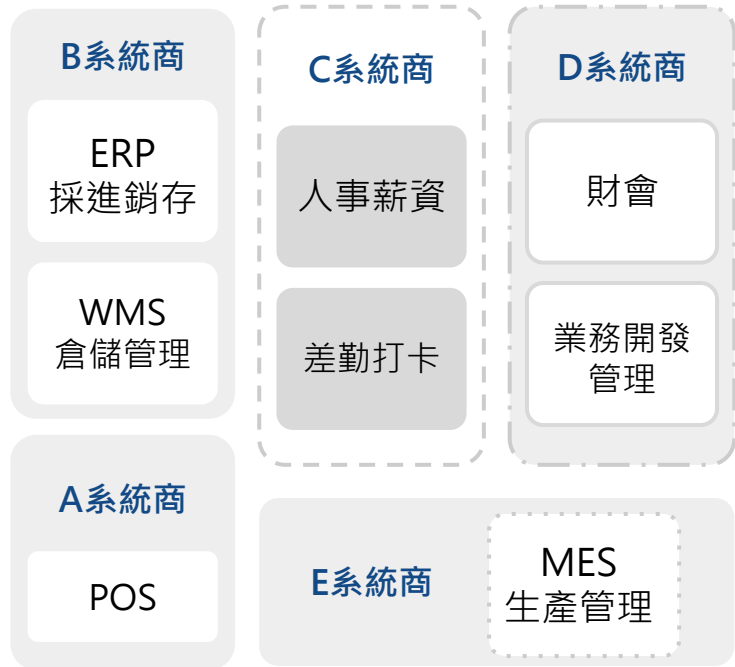 B系統商
ERP
採進銷存
WMS
倉儲管理
A系統商
POS
C系統商
人事薪資
差勤打卡
D系統商
財會
業務開發
管理
E系統商
MES
生產管理